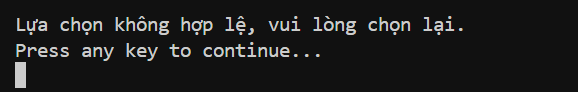 Lựa chọn không hợp lệ, vui lòng chọn lại.
Press any key to continue...